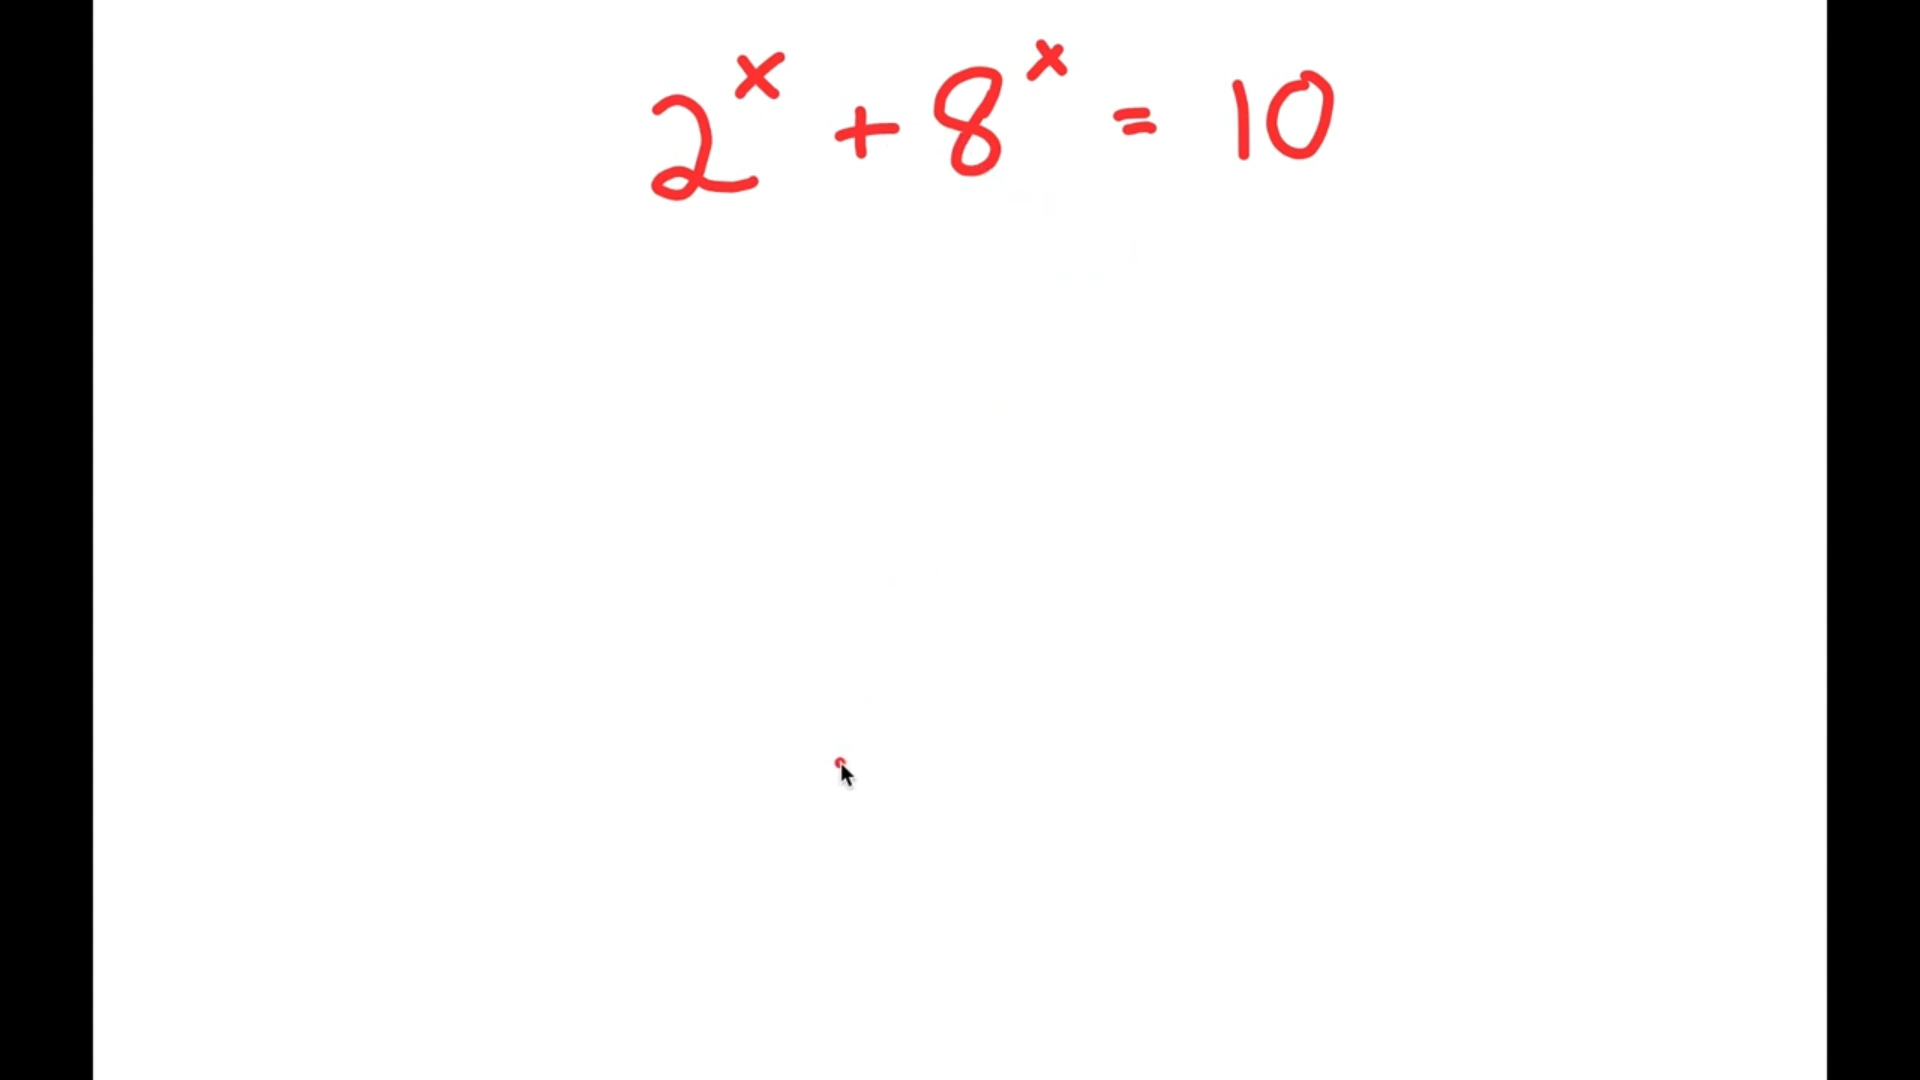 2^x + 8^x = 10